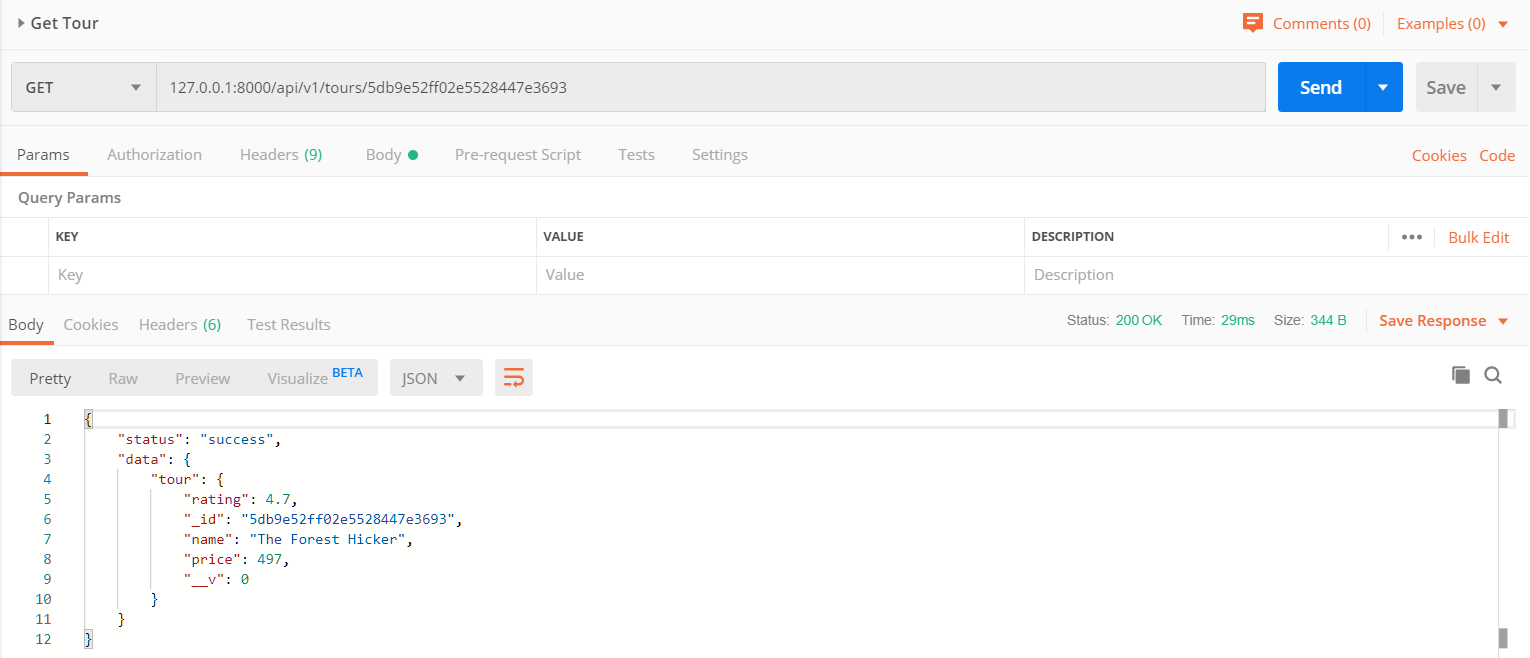 Get Tour Comments (0) Examples (0)
GET 127.0.0.1:8000/api/v1/tours/5db9e52ff02e5528447e3693 Send Save
Params Authorization Headers (9) Body Pre-request Script Tests Settings Cookies Code
Query Params
KEY VALUE DESCRIPTION ••• Bulk Edit
Key Value Description
Body Cookies Headers (6) Test Results Status: 200 OK Time: 29ms Size: 344 B Save Response
Pretty Raw Preview Visualize BETA JSON
1 {
2 "status": "success",
3 "data": {
4 "tour": {
5 "rating": 4.7,
6 "_id": "5db9e52ff02e5528447e3693",
7 "name": "The Forest Hicker",
8 "price": 497,
9 "__v": 0
10 }
11 }
12 }